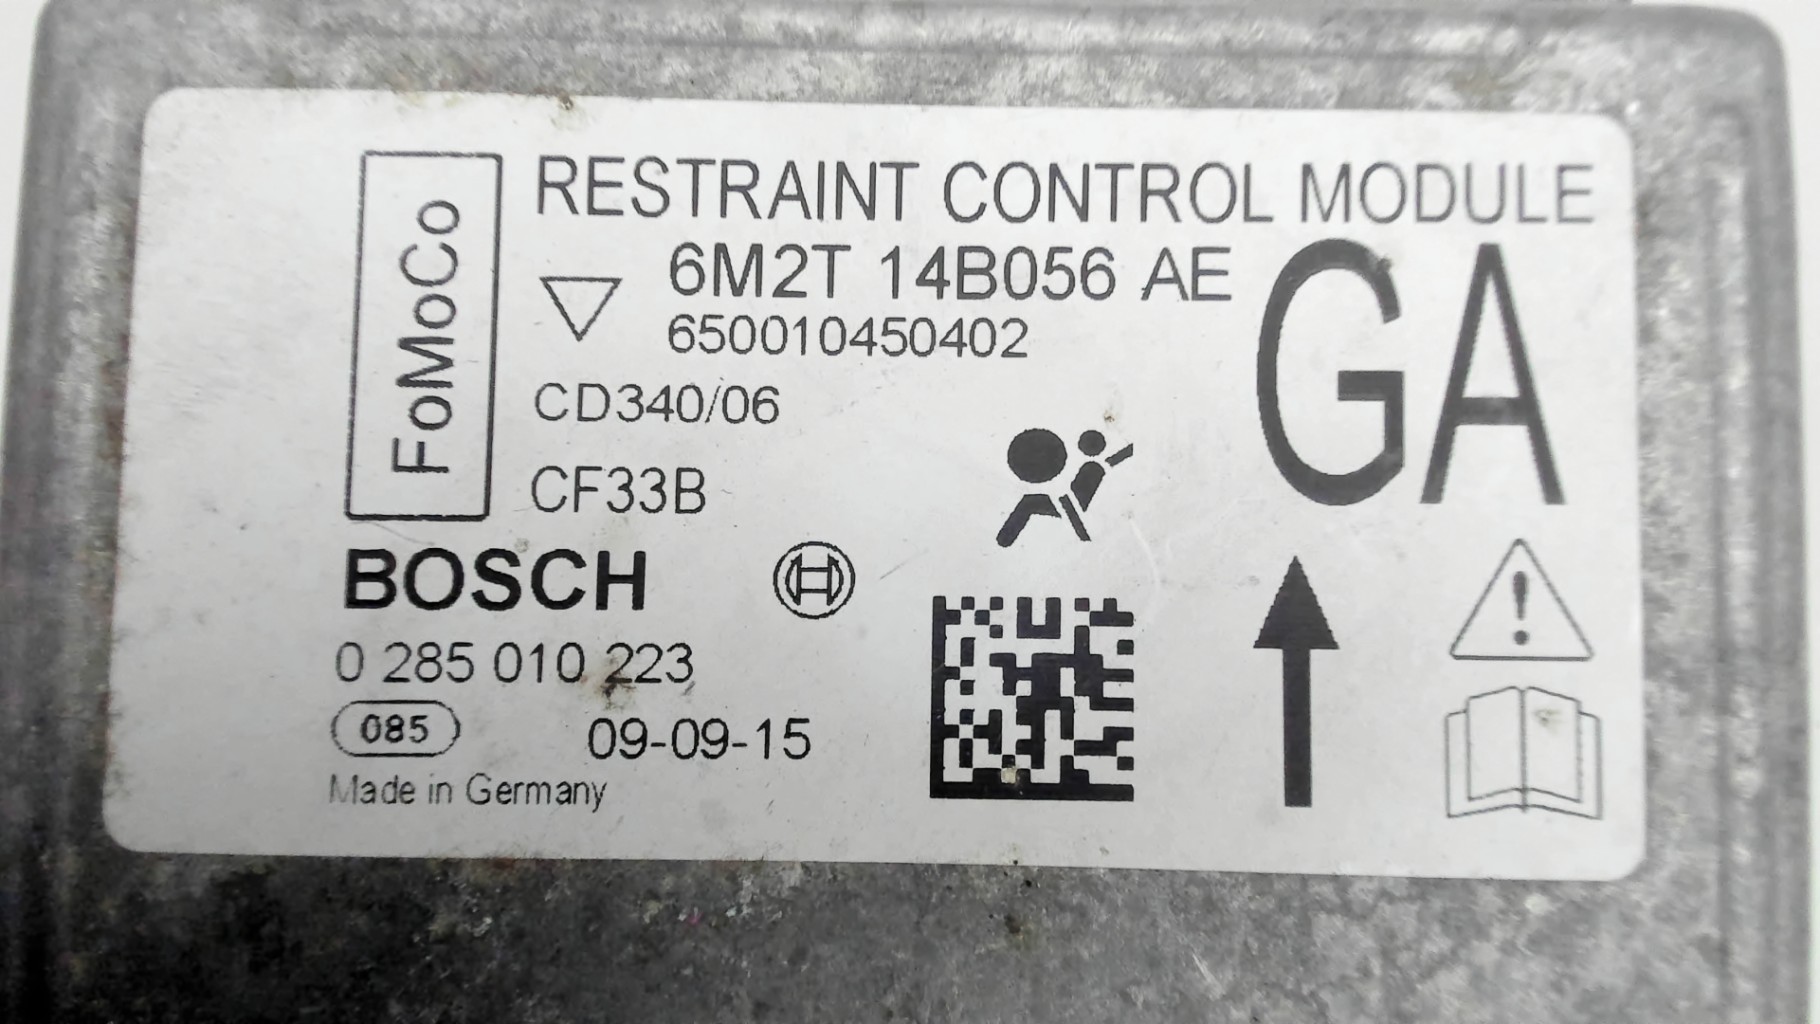 FoMoCo
RESTRAINT CONTROL MODULE
6M2T 14B056 AE
GA
650010450402
CD340/06
CF33B
BOSCH
0 285 010 223
085
09-09-15
Made in Germany